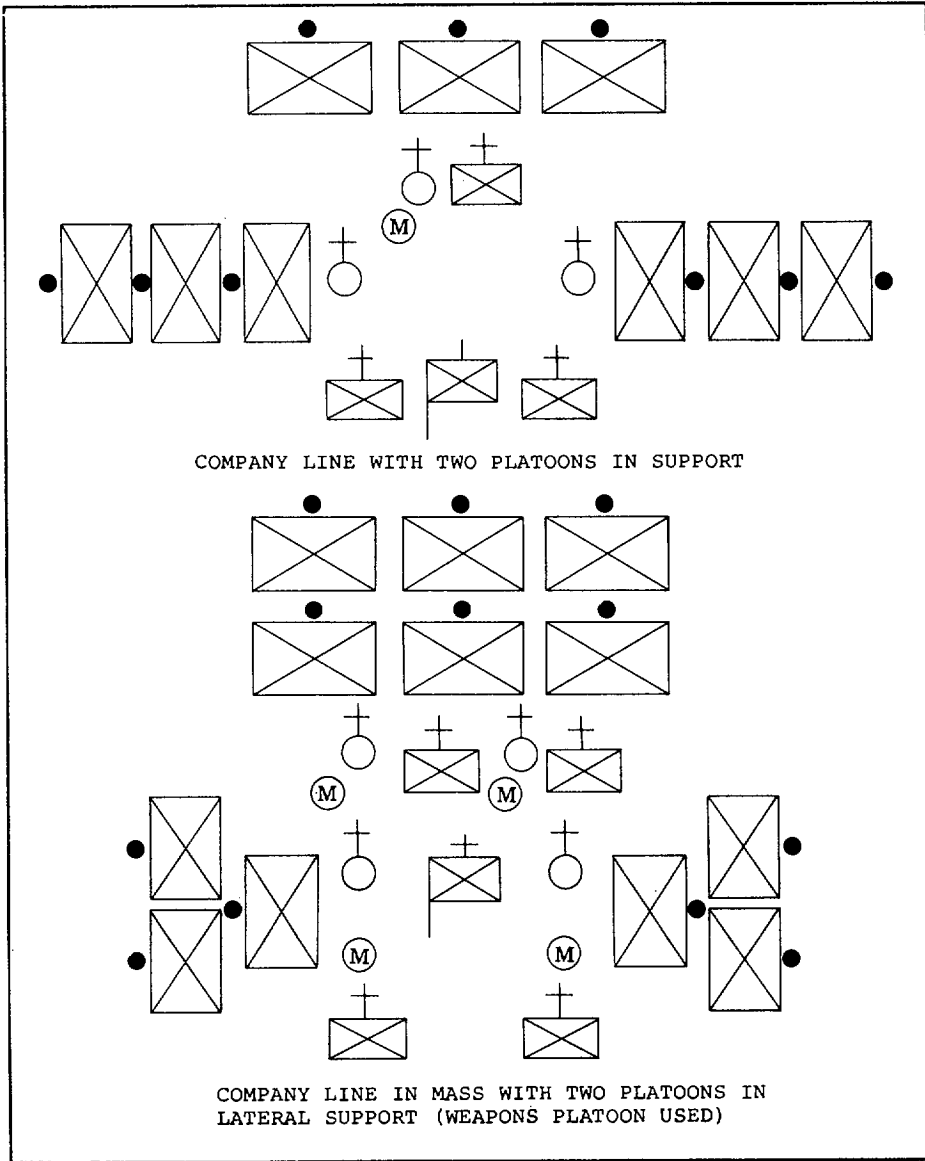 M
COMPANY LINE WITH TWO PLATOONS IN SUPPORT
M M
M M
COMPANY LINE IN MASS WITH TWO PLATOONS IN
LATERAL SUPPORT (WEAPONS PLATOON USED)